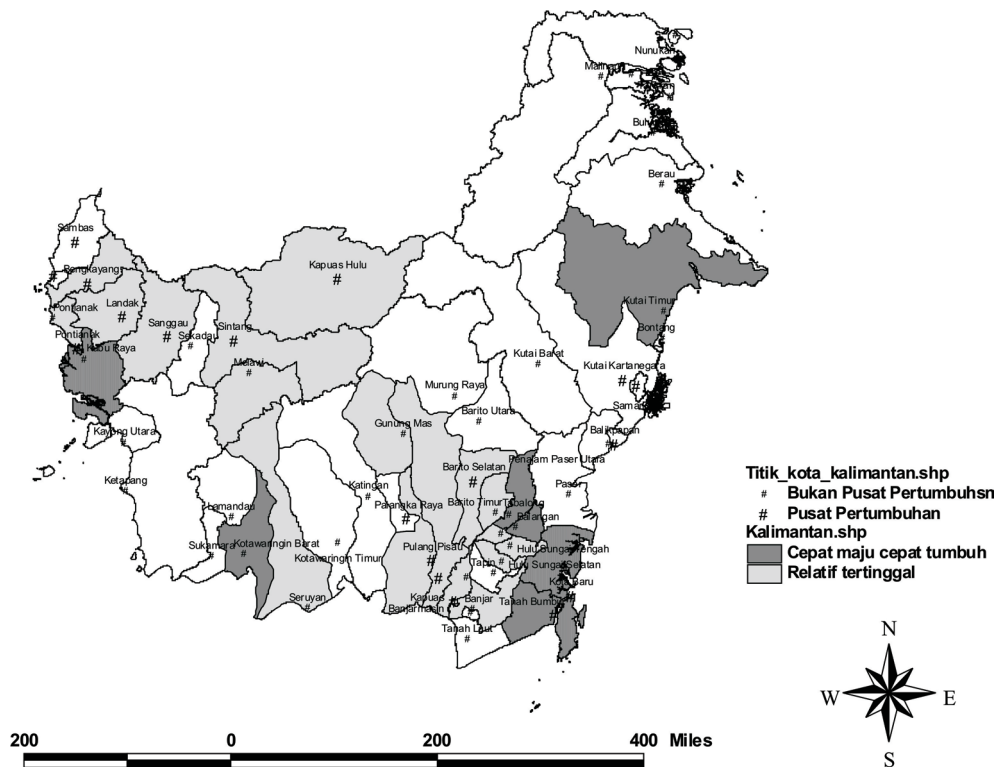 Nunukan
Malinau
Bulungan
Berau
Sambas
Bengkayang
Kapuas Hulu
Pontianak
Landak
Sanggau
Sintang
Kutai Timur
Pontianak
Kubu Raya
Sekadau
Bontang
Melawi
Kutai Barat
Kutai Kartanegara
Murung Raya
Samarinda
Barito Utara
Kayong Utara
Gunung Mas
Balikpapan
Penajam Paser Utara
Barito Selatan
Ketapang
Katingan
Paser
Lamandau
Palangka Raya
Barito Timur
Tabalong
Balangan
Sukamara
Kotawaringin Barat
Pulang Pisau
Hulu Sungai Tengah
Kotawaringin Timur
Tapin
Hulu Sungai Selatan
Kota Baru
Seruyan
Kapuas
Banjar
Tanah Bumbu
Banjarmasin
Tanah Laut
Titik_kota_kalimantan.shp
# Bukan Pusat Pertumbuhsn
# Pusat Pertumbuhan
Kalimantan.shp
Cepat maju cepat tumbuh
Relatif tertinggal
N
W E
S
200 0 200 400 Miles